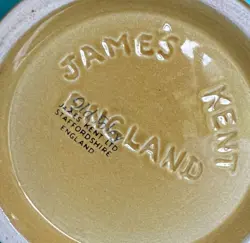 JAMES KENT
ENGLAND
JAMES KENT LTD
STAFFORDSHIRE
ENGLAND